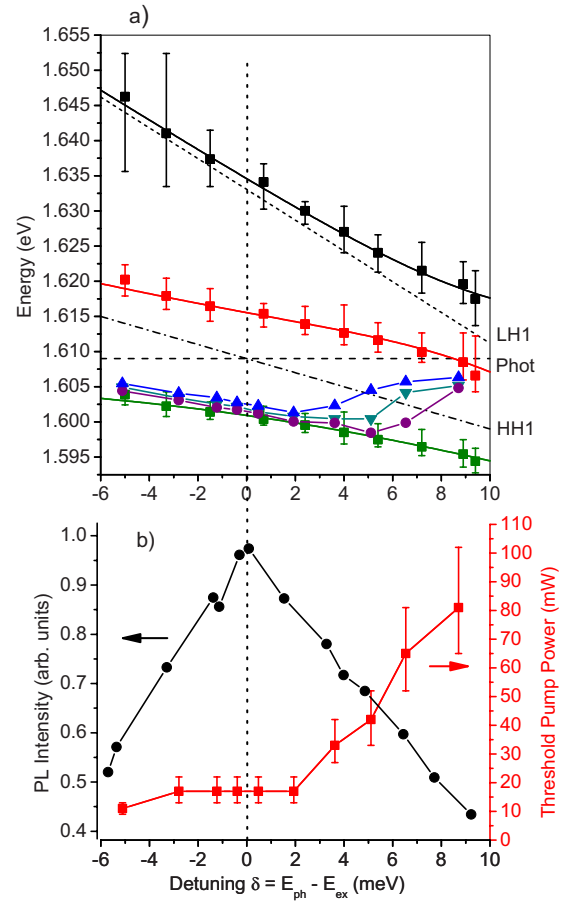 a)
1.655
1.650
1.645
1.640
1.635
1.630
1.625
1.620
1.615
1.610
1.605
1.600
1.595
Energy (eV)
LH1
Phot
HH1
-6 -4 -2 0 2 4 6 8 10
b)
1.0
0.9
0.8
0.7
0.6
0.5
0.4
PL Intensity (arb. units)
110
100
90
80
70
60
50
40
30
20
10
0
Threshold Pump Power (mW)
-6 -4 -2 0 2 4 6 8 10
Detuning δ = E_ph - E_ex (meV)